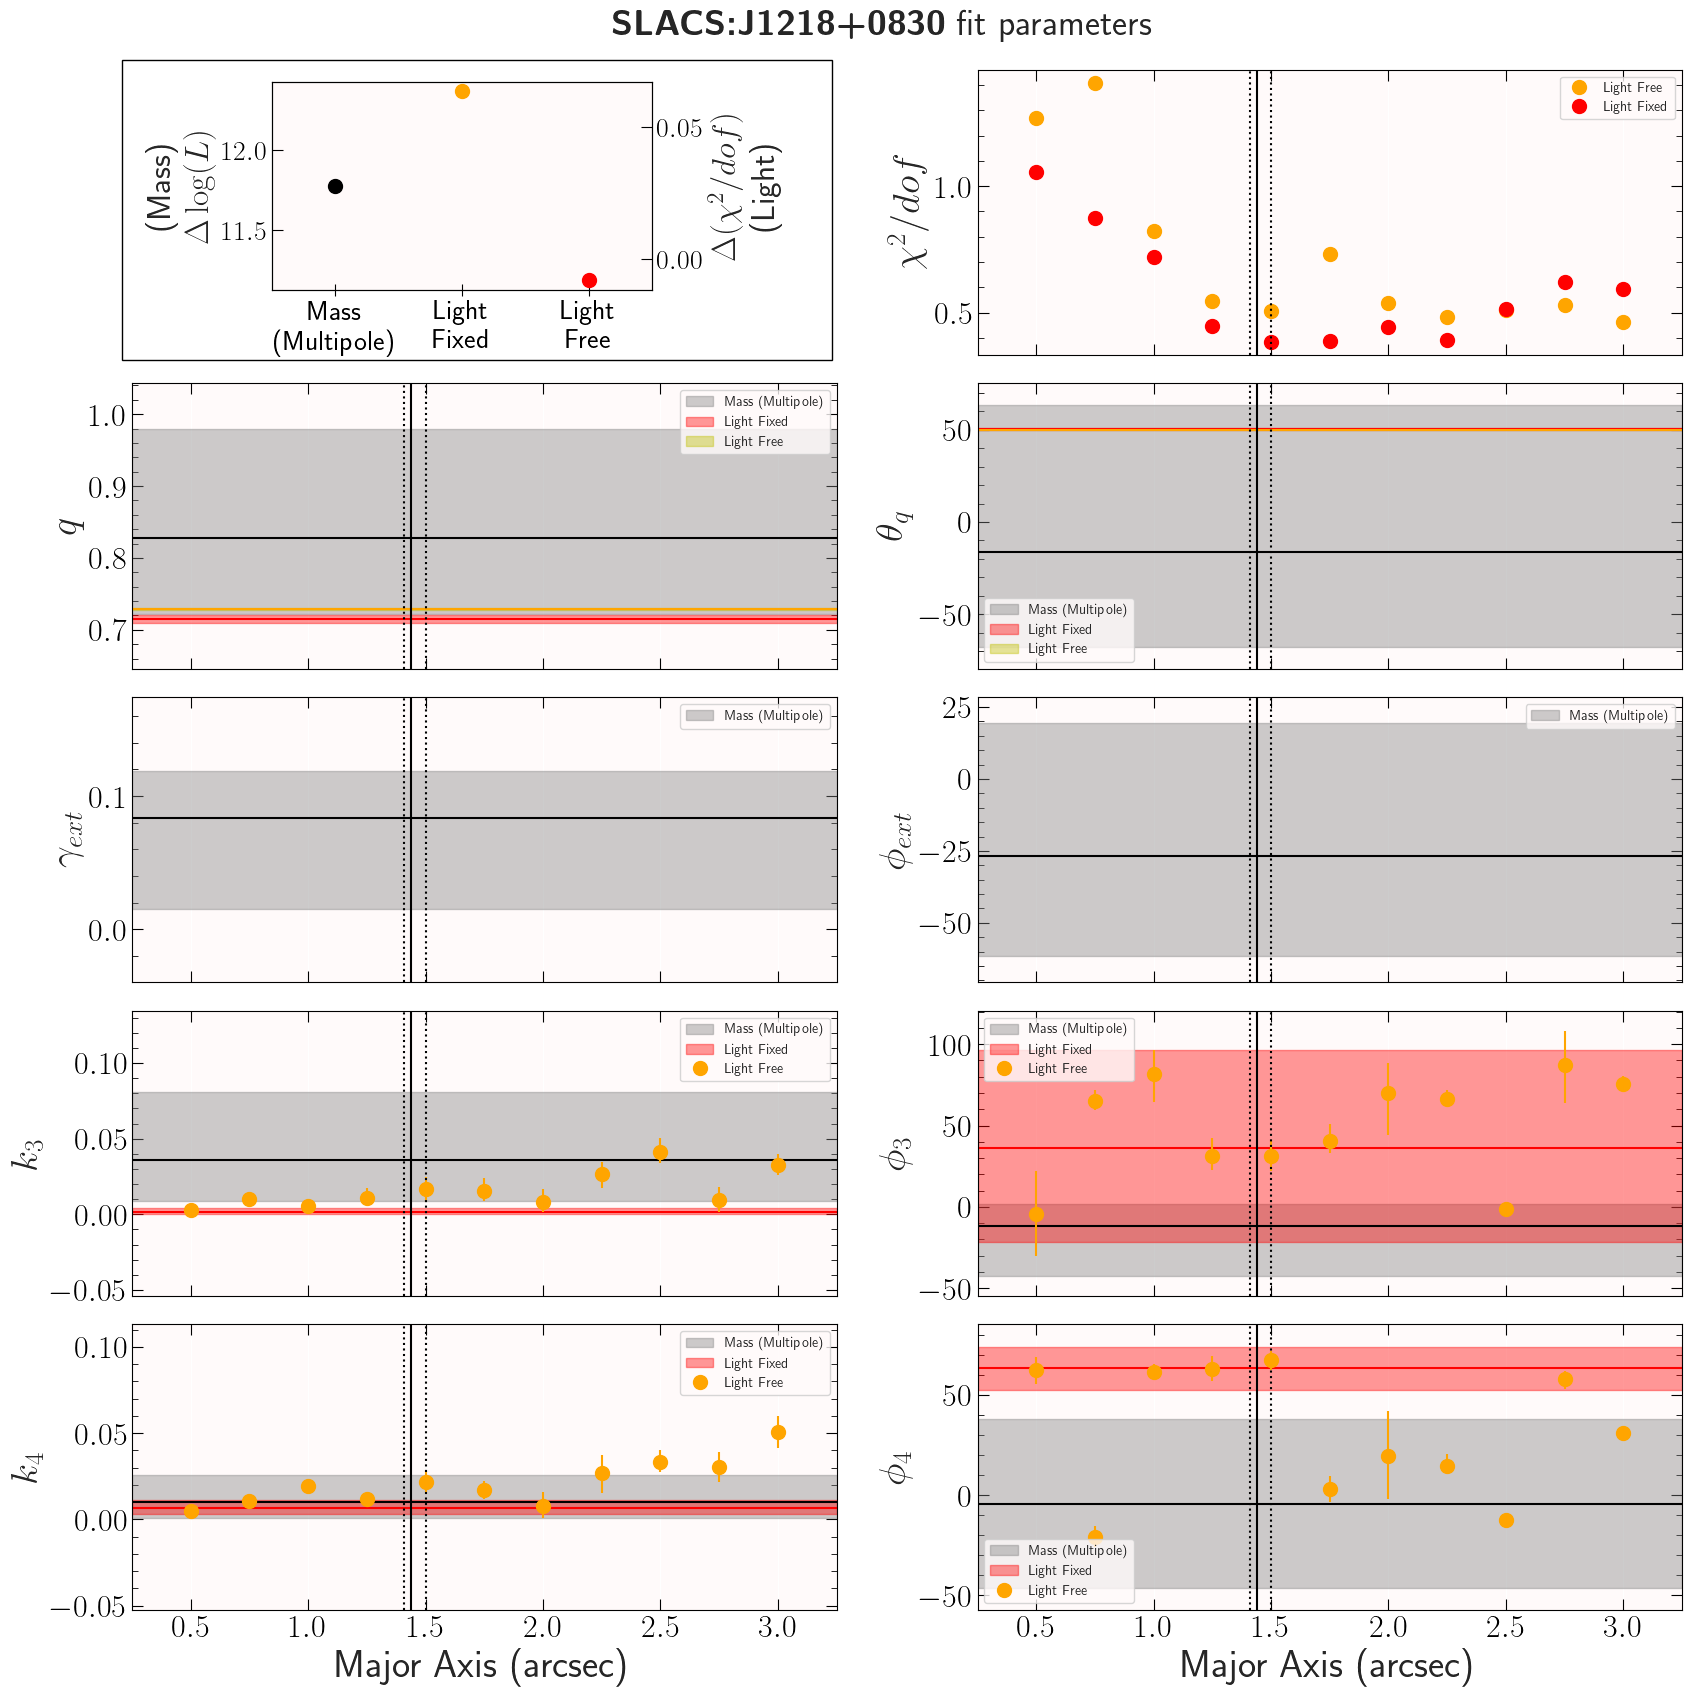 SLACS:J1218+0830 fit parameters
(Mass)
Δ log(L)
12.0
11.5
0.05
0.00
Δ(χ²/dof)
(Light)
Mass
(Multipole)
Light
Fixed
Light
Free
χ²/dof
1.0
0.5
Light Free
Light Fixed
q
1.0
0.9
0.8
0.7
Mass (Multipole)
Light Fixed
Light Free
θq
50
0
−50
Mass (Multipole)
Light Fixed
Light Free
γext
0.1
0.0
Mass (Multipole)
ϕext
25
0
−25
−50
Mass (Multipole)
k₃
0.10
0.05
0.00
−0.05
Mass (Multipole)
Light Fixed
Light Free
ϕ₃
100
50
0
−50
Mass (Multipole)
Light Fixed
Light Free
k₄
0.10
0.05
0.00
−0.05
Mass (Multipole)
Light Fixed
Light Free
0.5 1.0 1.5 2.0 2.5 3.0
Major Axis (arcsec)
ϕ₄
50
0
−50
Mass (Multipole)
Light Fixed
Light Free
0.5 1.0 1.5 2.0 2.5 3.0
Major Axis (arcsec)